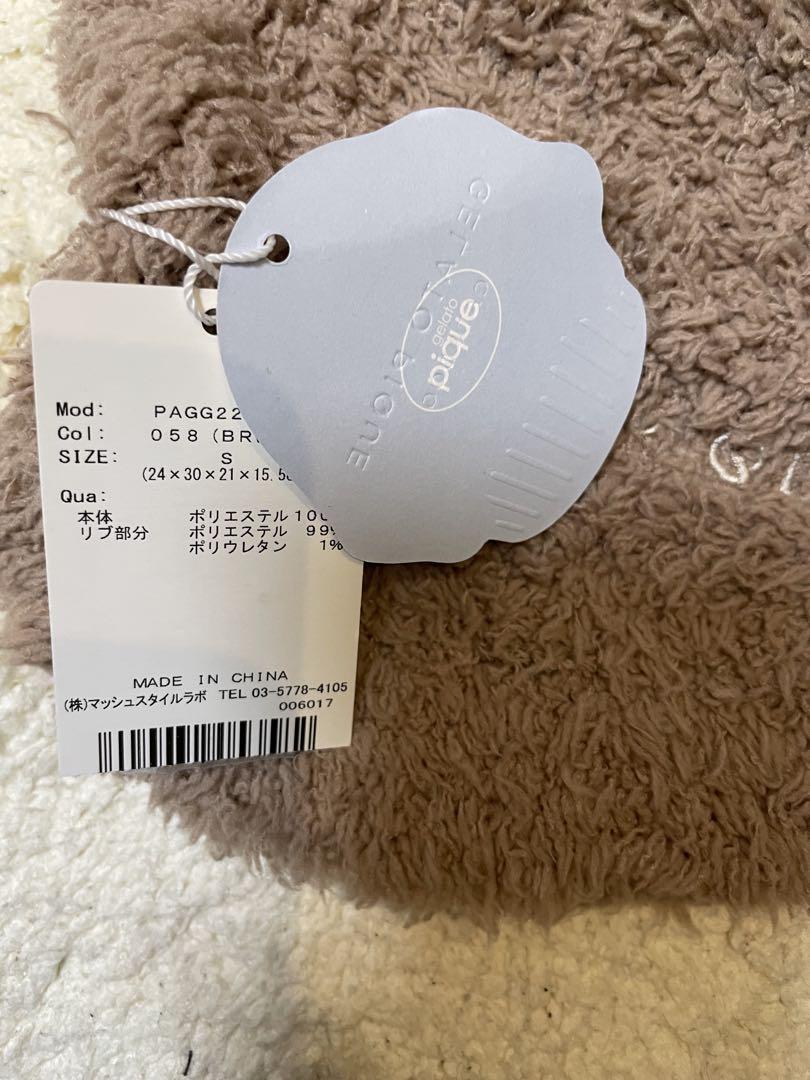 GELATO PIQUE
gelato
pique
Mod: PAGG22
Col: 058 (BR
SIZE: S
(24×30×21×15.5
Qua:
本体 ポリエステル 10
リブ部分 ポリエステル 99%
ポリウレタン 1%
MADE IN CHINA
(株)マッシュスタイルラボ TEL 03-5778-4105
006017